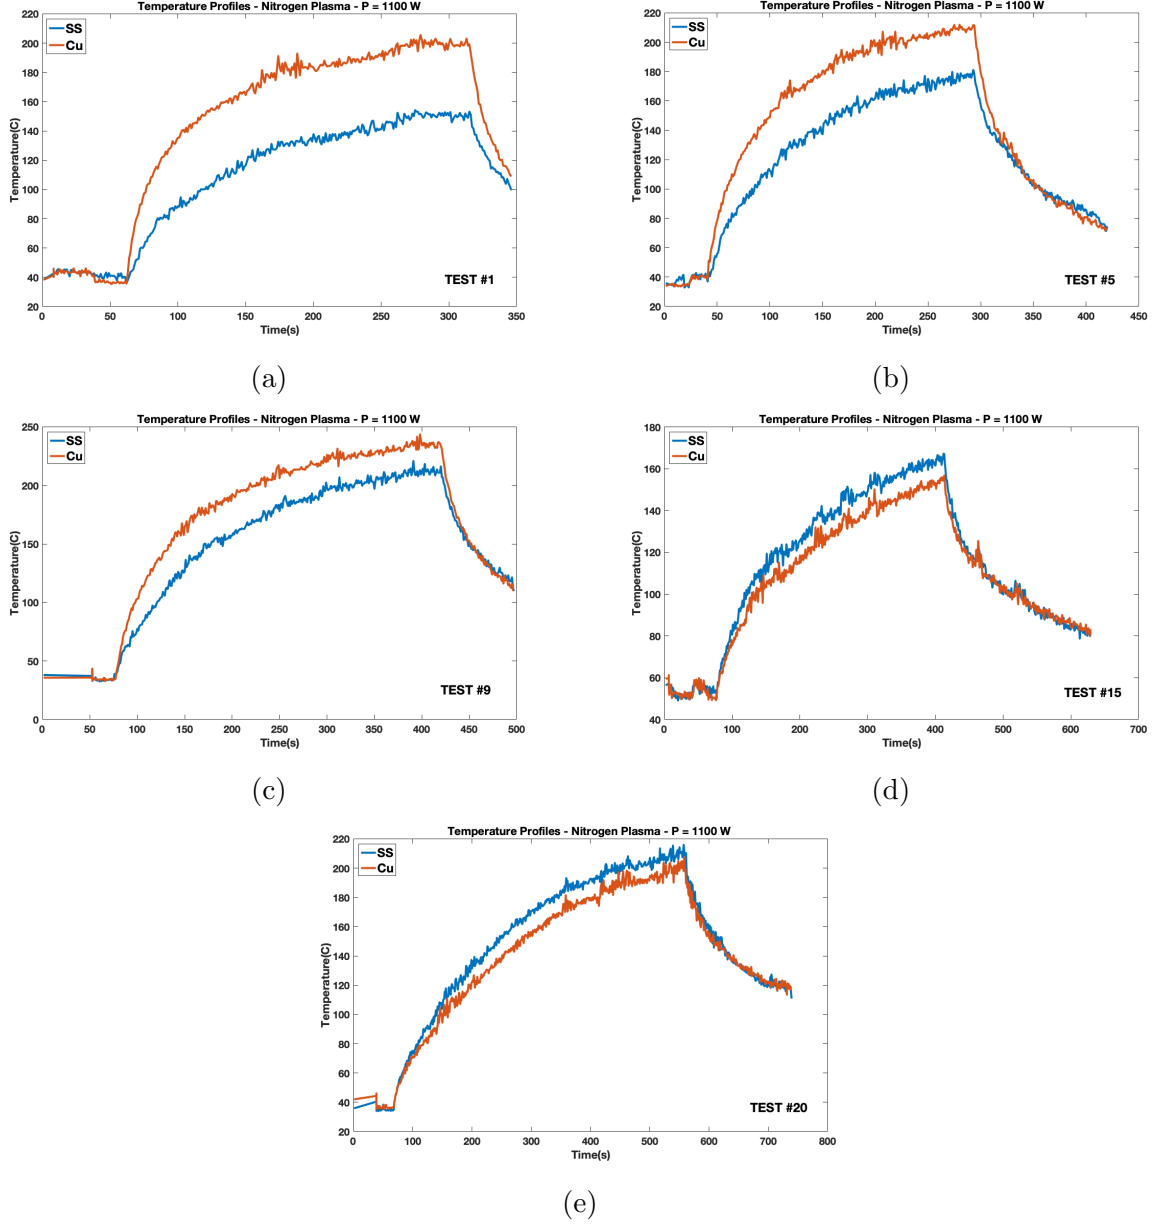 Temperature Profiles - Nitrogen Plasma - P = 1100 W
220
200
180
160
140
120
100
80
60
40
20
Temperature(C)
SS
Cu
TEST #1
0 50 100 150 200 250 300 350
Time(s)
(a)
Temperature Profiles - Nitrogen Plasma - P = 1100 W
220
200
180
160
140
120
100
80
60
40
20
Temperature(C)
SS
Cu
TEST #5
0 50 100 150 200 250 300 350 400 450
Time(s)
(b)
Temperature Profiles - Nitrogen Plasma - P = 1100 W
250
200
150
100
50
0
Temperature(C)
SS
Cu
TEST #9
0 50 100 150 200 250 300 350 400 450 500
Time(s)
(c)
Temperature Profiles - Nitrogen Plasma - P = 1100 W
180
160
140
120
100
80
60
40
Temperature(C)
SS
Cu
TEST #15
0 100 200 300 400 500 600 700
Time(s)
(d)
Temperature Profiles - Nitrogen Plasma - P = 1100 W
220
200
180
160
140
120
100
80
60
40
20
Temperature(C)
SS
Cu
TEST #20
0 100 200 300 400 500 600 700 800
Time(s)
(e)